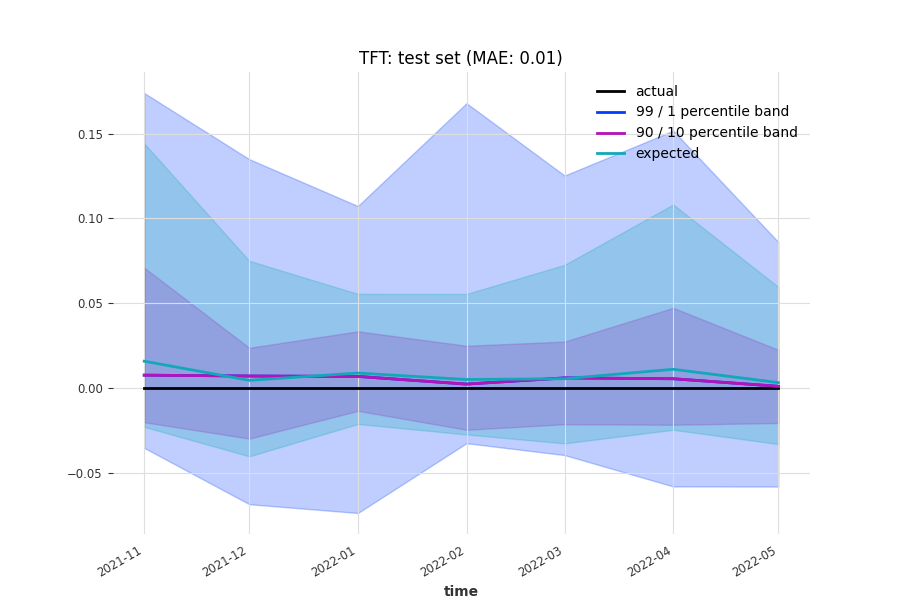 TFT: test set (MAE: 0.01)
actual
99 / 1 percentile band
90 / 10 percentile band
expected
0.15
0.10
0.05
0.00
−0.05
2021-11
2021-12
2022-01
2022-02
2022-03
2022-04
2022-05
time